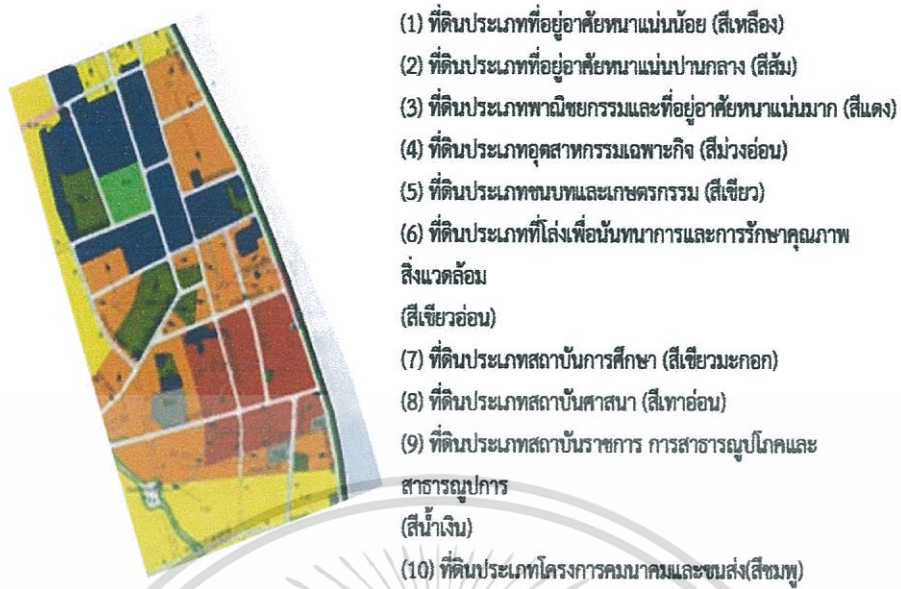 (1) ที่ดินประเภทที่อยู่อาศัยหนาแน่นน้อย (สีเหลือง)
(2) ที่ดินประเภทที่อยู่อาศัยหนาแน่นปานกลาง (สีส้ม)
(3) ที่ดินประเภทพาณิชยกรรมและที่อยู่อาศัยหนาแน่นมาก (สีแดง)
(4) ที่ดินประเภทอุตสาหกรรมเฉพาะกิจ (สีม่วงอ่อน)
(5) ที่ดินประเภทชนบทและเกษตรกรรม (สีเขียว)
(6) ที่ดินประเภทที่โล่งเพื่อนันทนาการและการรักษาคุณภาพ
สิ่งแวดล้อม
(สีเขียวอ่อน)
(7) ที่ดินประเภทสถาบันการศึกษา (สีเขียวมะกอก)
(8) ที่ดินประเภทสถาบันศาสนา (สีเทาอ่อน)
(9) ที่ดินประเภทสถาบันราชการ การสาธารณูปโภคและ
สาธารณูปการ
(สีน้ำเงิน)
(10) ที่ดินประเภทโครงการคมนาคมและขนส่ง(สีชมพู)